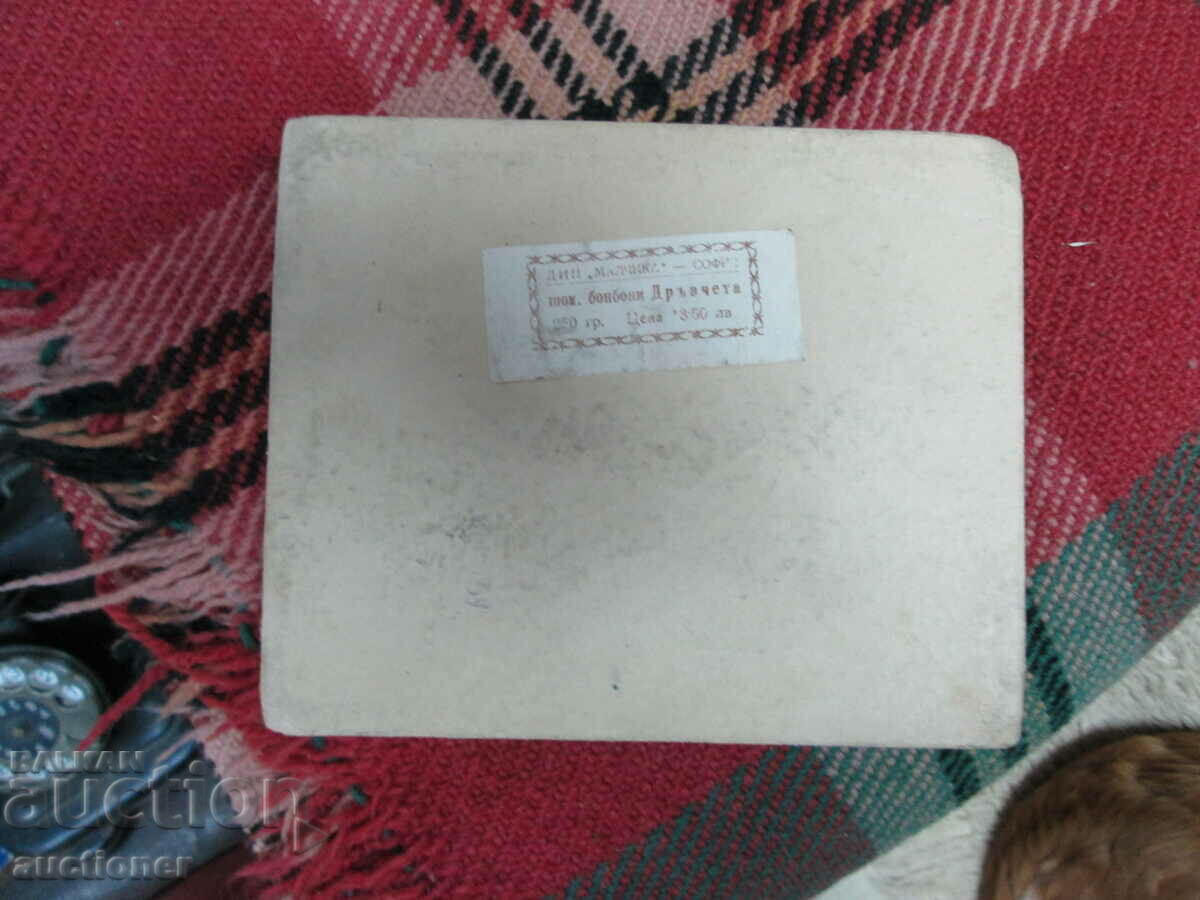 ДИП „МАЛЧИКА“ – СОФИЯ
шок. бонбони Дръвчета
250 гр. Цена 3·50 лв
BALKAN
auction
auctioner